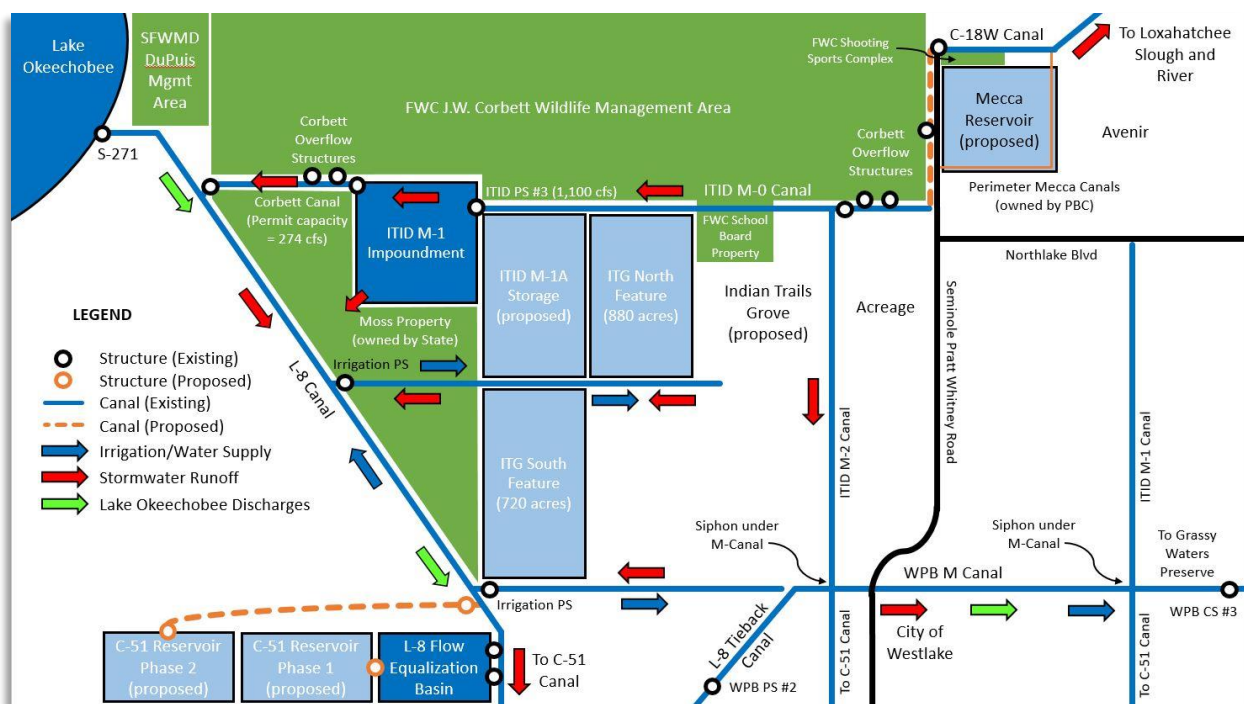 Lake
Okeechobee
SFWMD
DuPuis
Mgmt
Area
S-271
FWC J.W. Corbett Wildlife Management Area
FWC Shooting
Sports Complex
C-18W Canal
To Loxahatchee
Slough and
River
Mecca
Reservoir
(proposed)
Avenir
Corbett
Overflow
Structures
Corbett
Overflow
Structures
Perimeter Mecca Canals
(owned by PBC)
Corbett Canal
(Permit capacity
= 274 cfs)
ITID M-1
Impoundment
ITID PS #3 (1,100 cfs)
ITID M-0 Canal
FWC School
Board
Property
Northlake Blvd
ITID M-1A
Storage
(proposed)
ITG North
Feature
(880 acres)
Indian Trails
Grove
(proposed)
Acreage
Seminole Pratt Whitney Road
Moss Property
(owned by State)
Irrigation PS
L-8 Canal
LEGEND
Structure (Existing)
Structure (Proposed)
Canal (Existing)
Canal (Proposed)
Irrigation/Water Supply
Stormwater Runoff
Lake Okeechobee Discharges
ITG South
Feature
(720 acres)
ITID M-2 Canal
ITID M-1 Canal
Siphon under
M-Canal
Siphon under
M-Canal
To Grassy
Waters
Preserve
WPB M Canal
WPB CS #3
Irrigation PS
C-51 Reservoir
Phase 2
(proposed)
C-51 Reservoir
Phase 1
(proposed)
L-8 Flow
Equalization
Basin
To C-51
Canal
L-8 Tieback
Canal
WPB PS #2
To C-51 Canal
City of
Westlake
To C-51 Canal